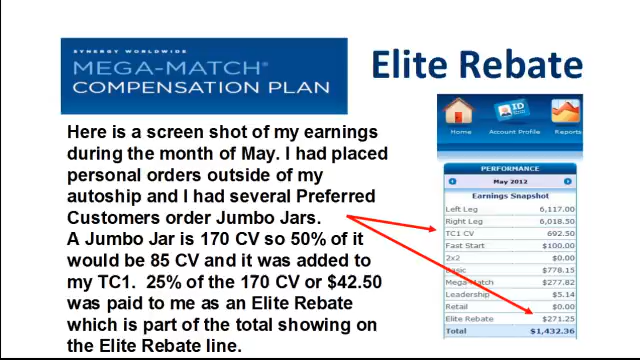 SYNERGY WORLDWIDE
MEGA-MATCH®
COMPENSATION PLAN
Elite Rebate
Here is a screen shot of my earnings
during the month of May. I had placed
personal orders outside of my
autoship and I had several Preferred
Customers order Jumbo Jars.
A Jumbo Jar is 170 CV so 50% of it
would be 85 CV and it was added to
my TC1. 25% of the 170 CV or $42.50
was paid to me as an Elite Rebate
which is part of the total showing on
the Elite Rebate line.
ID
Home Account Profile Reports
PERFORMANCE
May 2012
Earnings Snapshot
Left Leg 6,117.00
Right Leg 6,018.50
TC1 CV 692.50
Fast Start $100.00
2x2 $0.00
Basic $778.15
Mega-Match $277.82
Leadership $5.14
Retail $0.00
Elite Rebate $271.25
Total $1,432.36